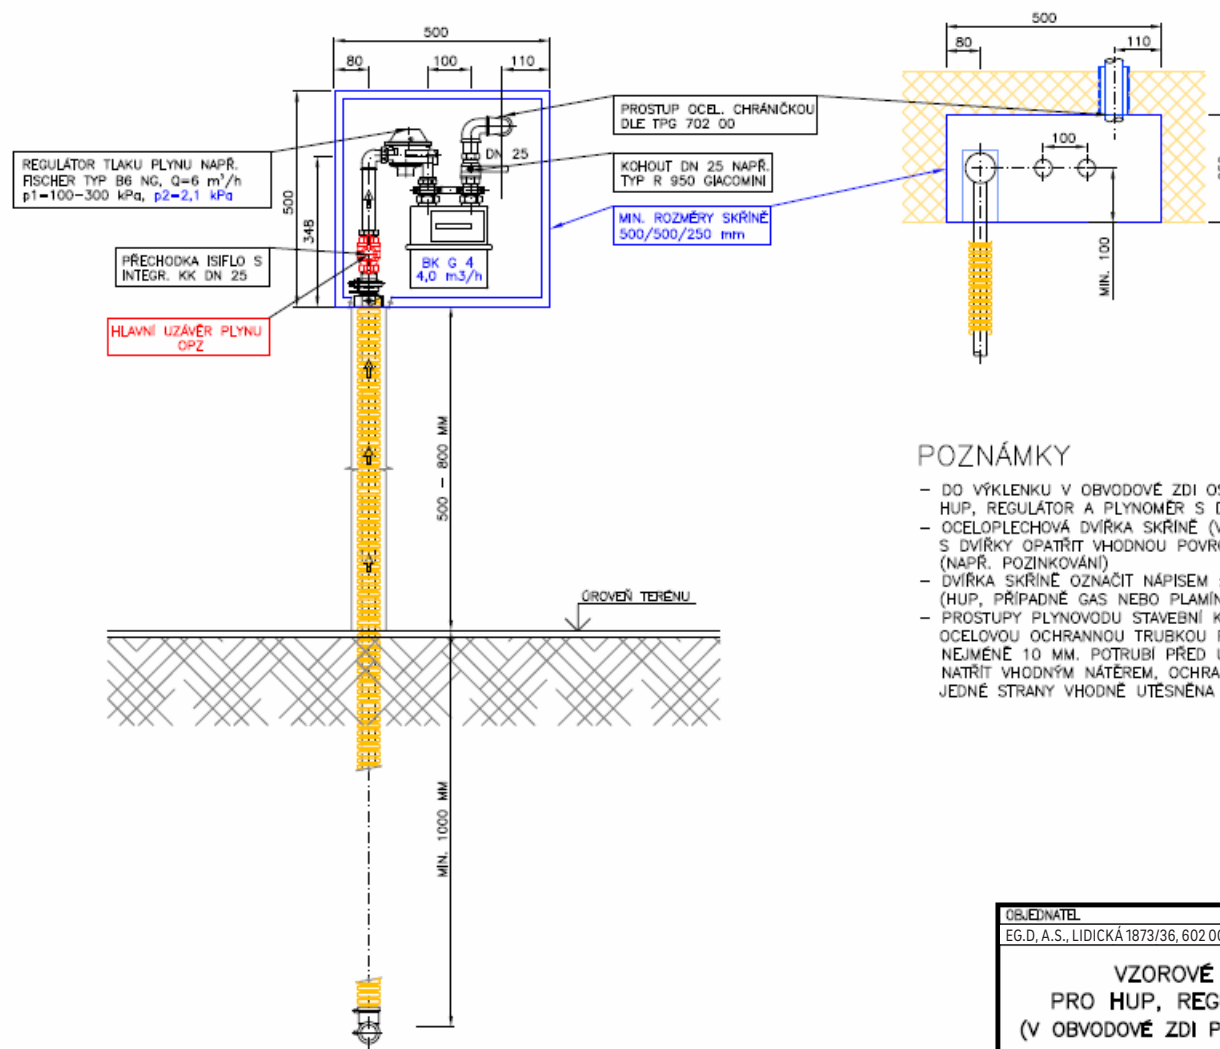 500
80
100
110
500
348
DN 25
REGULÁTOR TLAKU PLYNU NAPŘ.
FISCHER TYP B6 NG, Q=6 m³/h
p1=100-300 kPa, p2=2,1 kPa
PŘECHODKA ISIFLO S
INTEGR. KK DN 25
HLAVNÍ UZÁVĚR PLYNU
OPZ
BK G 4
4,0 m3/h
PROSTUP OCEL. CHRÁNIČKOU
DLE TPG 702 00
KOHOUT DN 25 NAPŘ.
TYP R 950 GIACOMINI
MIN. ROZMĚRY SKŘÍNĚ
500/500/250 mm
500
80
110
100
MIN. 100
500 - 800 MM
ÚROVEŇ TERÉNU
MIN. 1000 MM
POZNÁMKY
- DO VÝKLENKU V OBVODOVÉ ZDI
HUP, REGULÁTOR A PLYNOMĚR S
- OCELOPLECHOVÁ DVÍŘKA SKŘÍNĚ
S DVÍŘKY OPATŘIT VHODNOU
(NAPŘ. POZINKOVÁNÍ)
- DVÍŘKA SKŘÍNĚ OZNAČIT NÁPISEM
(HUP, PŘÍPADNĚ GAS NEBO
- PROSTUPY PLYNOVODU STAVEBNÍ
OCELOVOU OCHRANNOU TRUBKOU
NEJMÉNĚ 10 MM. POTRUBÍ PŘED
NATŘÍT VHODNÝM NÁTĚREM,
JEDNÉ STRANY VHODNĚ UTĚSNĚNA
OBJEDNATEL
EG.D, A.S., LIDICKÁ 1873/36, 602 00
VZOROVÉ
PRO HUP,
(V OBVODOVÉ ZDI